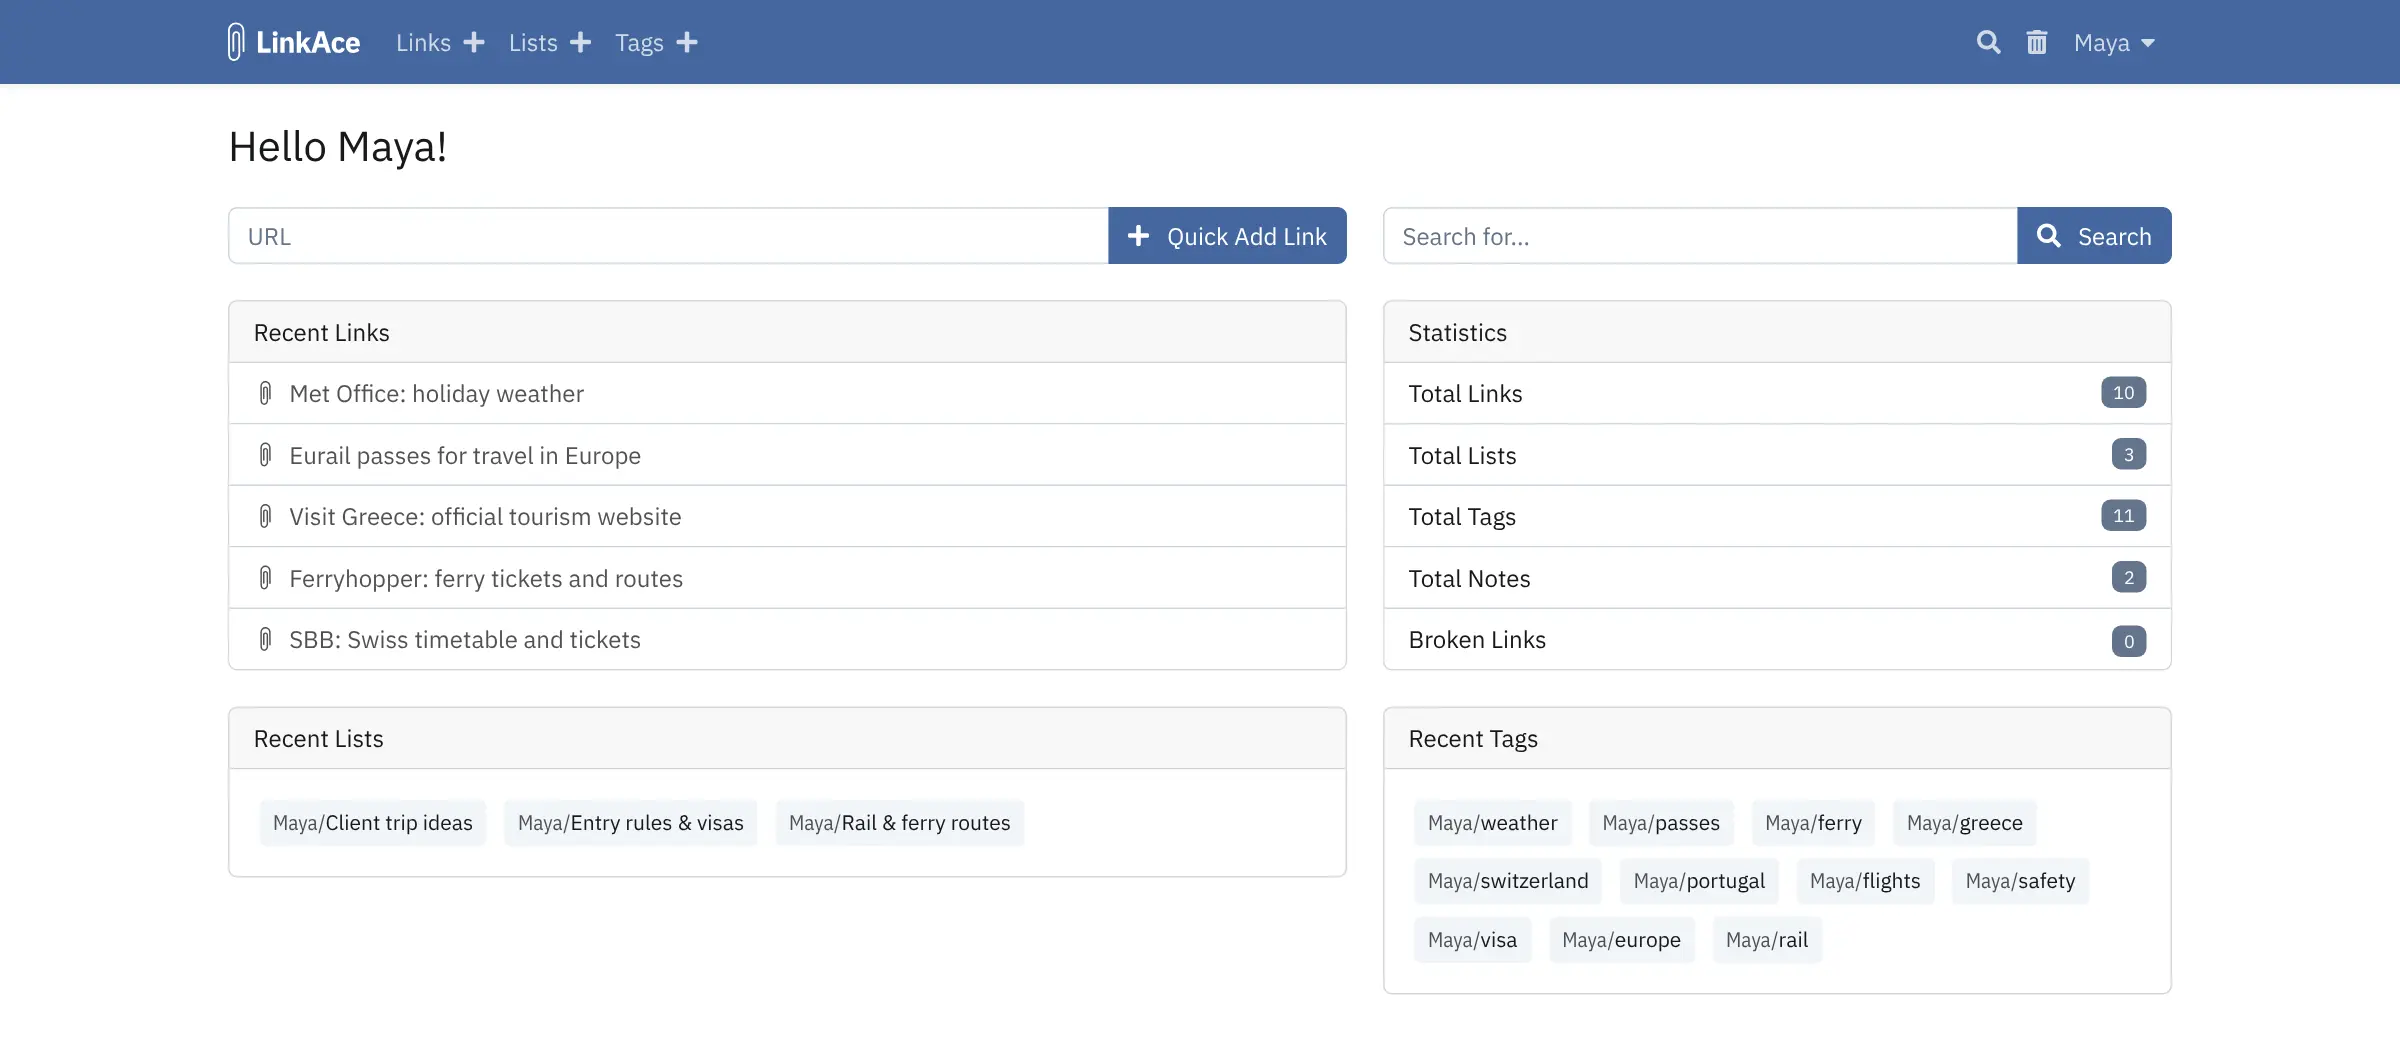 LinkAce Links Lists Tags Maya
Hello Maya!
URL Quick Add Link
Search for... Search
Recent Links
Met Office: holiday weather
Eurail passes for travel in Europe
Visit Greece: official tourism website
Ferryhopper: ferry tickets and routes
SBB: Swiss timetable and tickets
Statistics
Total Links 10
Total Lists 3
Total Tags 11
Total Notes 2
Broken Links 0
Recent Lists
Maya/Client trip ideas Maya/Entry rules & visas Maya/Rail & ferry routes
Recent Tags
Maya/weather Maya/passes Maya/ferry Maya/greece
Maya/switzerland Maya/portugal Maya/flights Maya/safety
Maya/visa Maya/europe Maya/rail